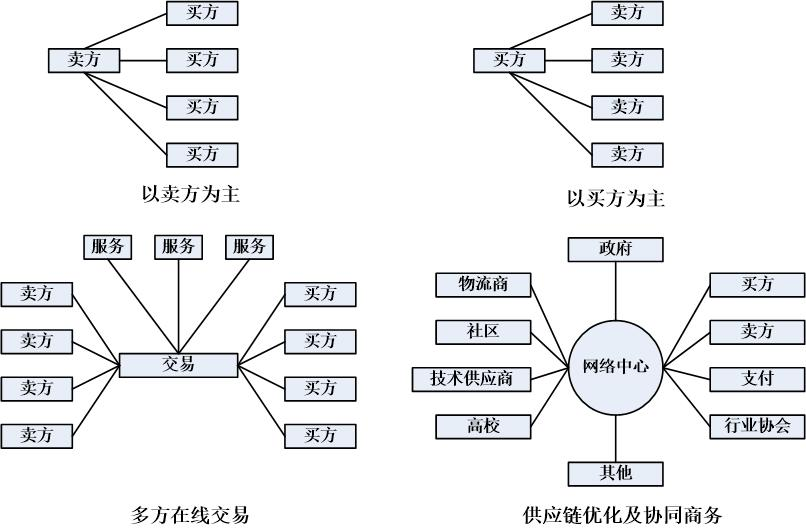 买方
卖方
买方
买方
买方
以卖方为主
卖方
买方
卖方
卖方
卖方
以买方为主
服务
服务
服务
卖方
卖方
卖方
卖方
交易
买方
买方
买方
买方
多方在线交易
政府
物流商
社区
技术供应商
高校
网络中心
买方
卖方
支付
行业协会
其他
供应链优化及协同商务